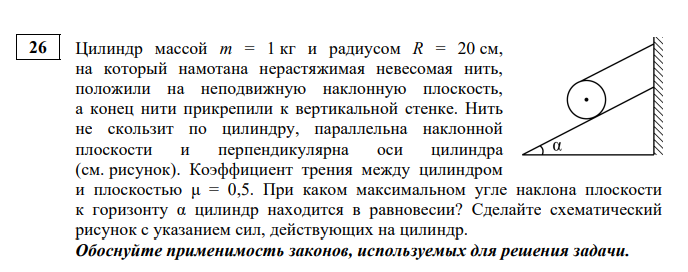 26
Цилиндр массой m = 1 кг и радиусом R = 20 см,
на который намотана нерастяжимая невесомая нить,
положили на неподвижную наклонную плоскость,
а конец нити прикрепили к вертикальной стенке. Нить
не скользит по цилиндру, параллельна наклонной
плоскости и перпендикулярна оси цилиндра
(см. рисунок). Коэффициент трения между цилиндром
и плоскостью μ = 0,5. При каком максимальном угле наклона плоскости
к горизонту α цилиндр находится в равновесии? Сделайте схематический
рисунок с указанием сил, действующих на цилиндр.
Обоснуйте применимость законов, используемых для решения задачи.
α